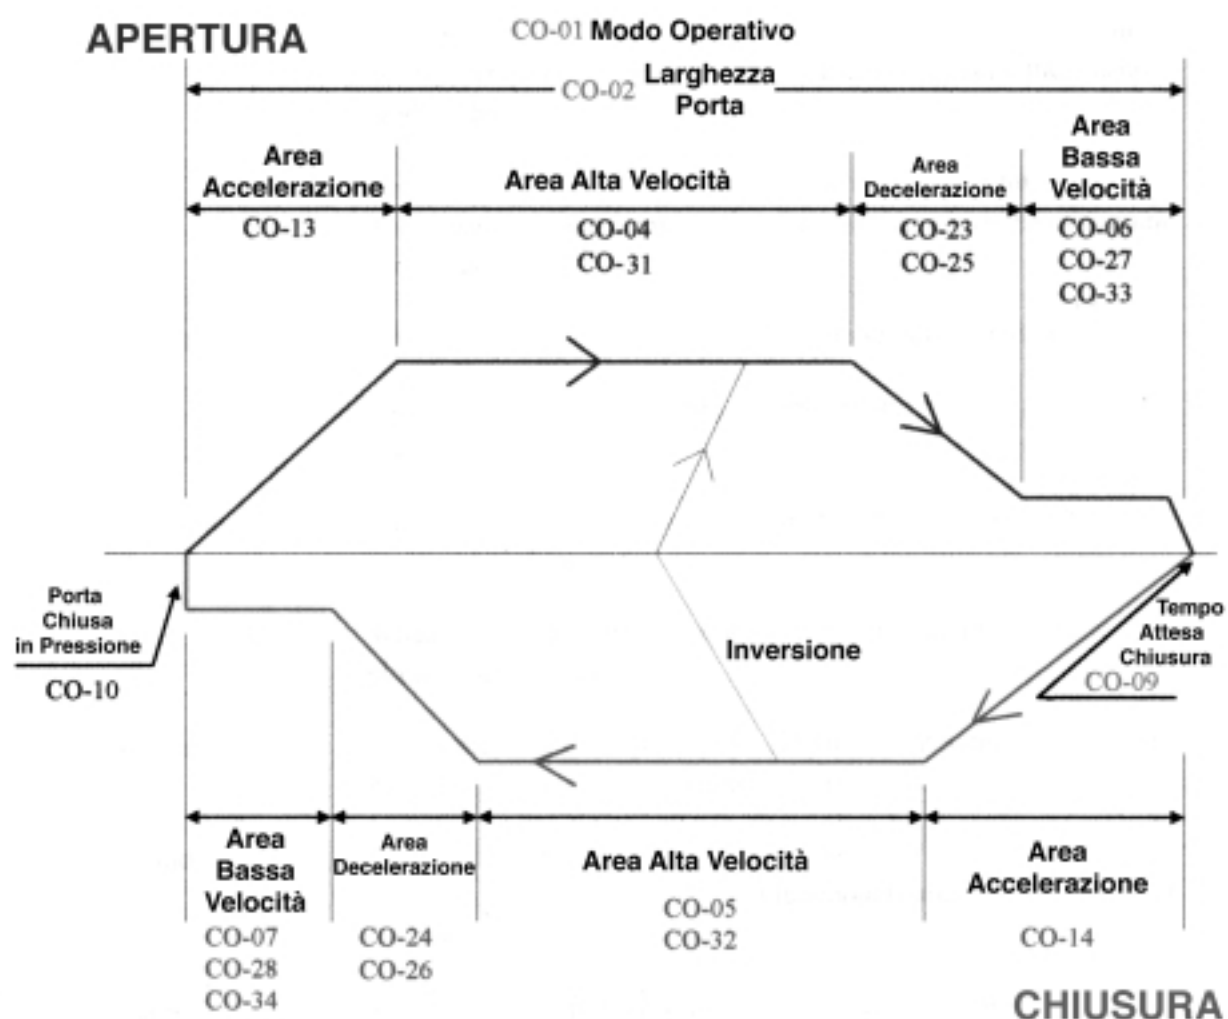 APERTURA
CO-01 Modo Operativo
CO-02 Larghezza
Porta
Area
Accelerazione
CO-13
Area Alta Velocità
CO-04
CO-31
Area
Decelerazione
CO-23
CO-25
Area
Bassa
Velocità
CO-06
CO-27
CO-33
Porta
Chiusa
in Pressione
CO-10
Inversione
Tempo
Attesa
Chiusura
CO-09
Area
Bassa
Velocità
CO-07
CO-28
CO-34
Area
Decelerazione
CO-24
CO-26
Area Alta Velocità
CO-05
CO-32
Area
Accelerazione
CO-14
CHIUSURA